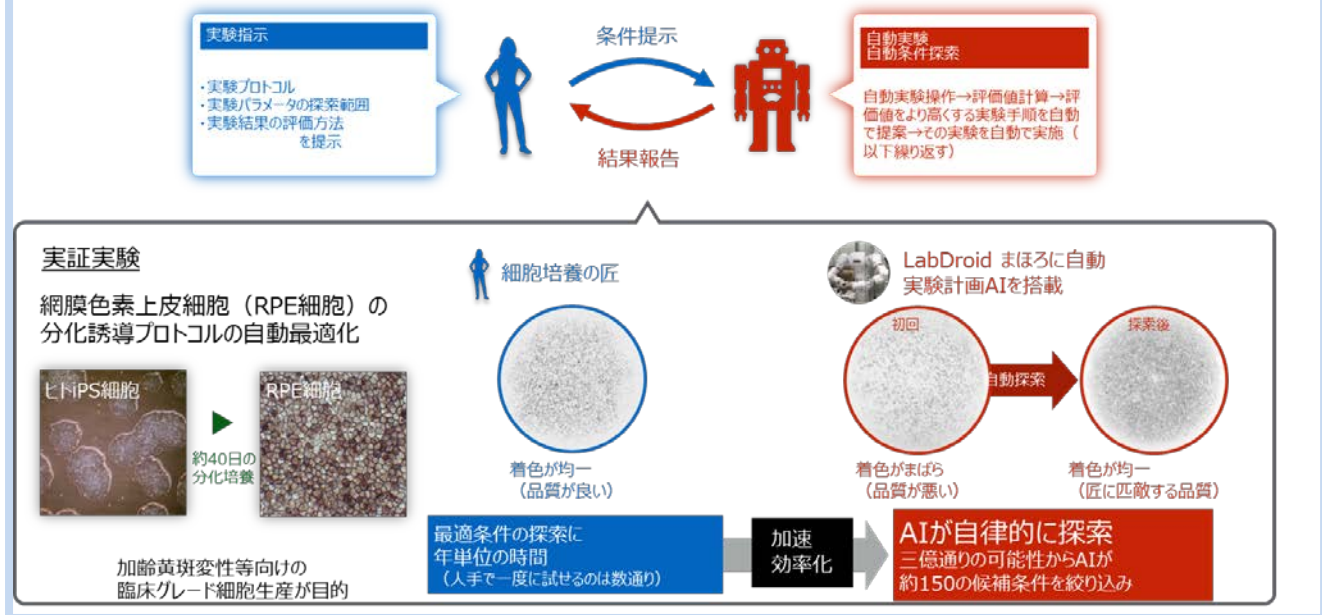 実験指示
・実験プロトコル
・実験パラメータの探索範囲
・実験結果の評価方法
を提示
条件提示
結果報告
自動実験
自動条件探索
自動実験操作→評価値計算→評
価値をより高くする実験手順を自動
で提案→その実験を自動で実施（
以下繰り返す）
実証実験
網膜色素上皮細胞（RPE細胞）の
分化誘導プロトコルの自動最適化
ヒトiPS細胞
約40日の
分化培養
RPE細胞
加齢黄斑変性等向けの
臨床グレード細胞生産が目的
細胞培養の匠
着色が均一
（品質が良い）
最適条件の探索に
年単位の時間
（人手で一度に試せるのは数通り）
加速
効率化
LabDroid まほろに自動
実験計画AIを搭載
初回
自動探索
探索後
着色がまばら
（品質が悪い）
着色が均一
（匠に匹敵する品質）
AIが自律的に探索
三億通りの可能性からAIが
約150の候補条件を絞り込み